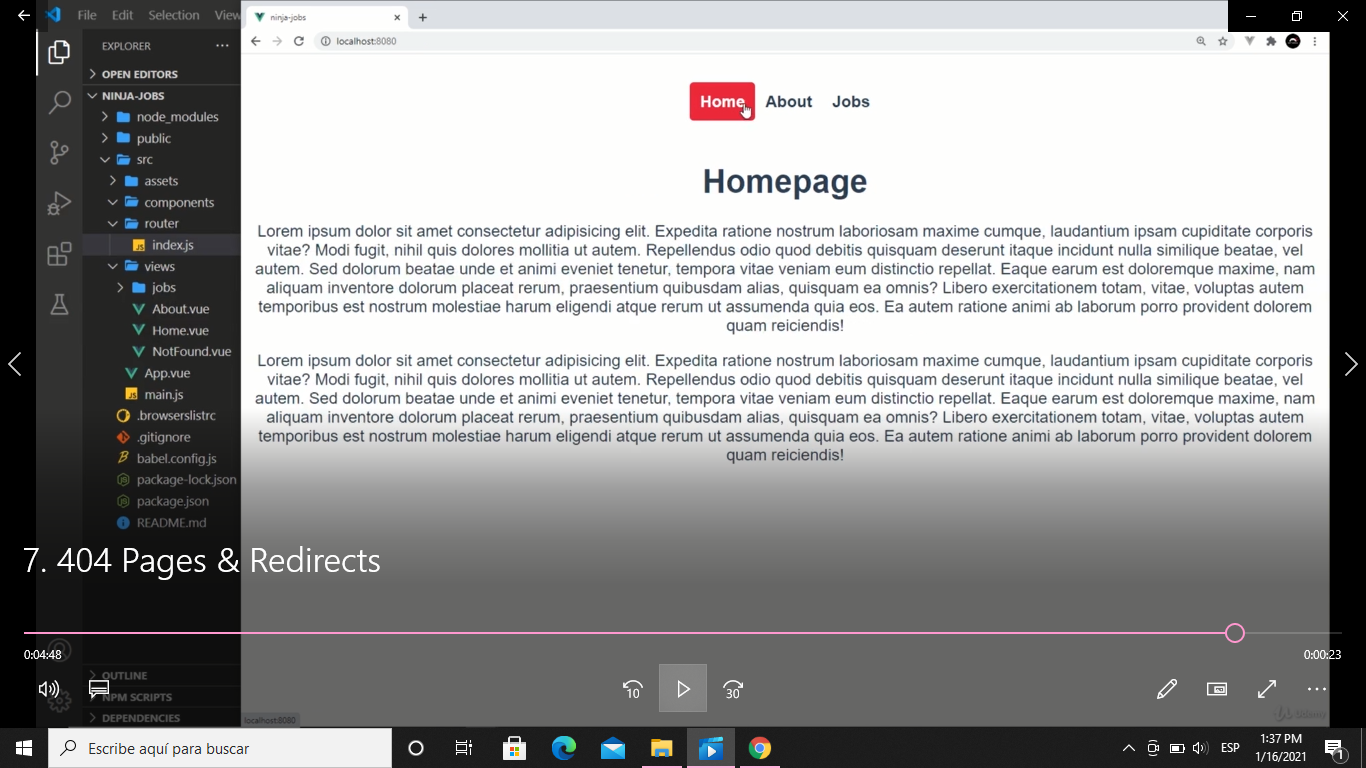 File Edit Selection View
ninja-jobs
localhost:8080
EXPLORER
OPEN EDITORS
NINJA-JOBS
node_modules
public
src
assets
components
router
index.js
views
jobs
About.vue
Home.vue
NotFound.vue
App.vue
main.js
.browserslistrc
.gitignore
babel.config.js
package-lock.json
package.json
README.md
OUTLINE
NPM SCRIPTS
DEPENDENCIES
Home About Jobs
Homepage
Lorem ipsum dolor sit amet consectetur adipisicing elit. Expedita ratione nostrum laboriosam maxime cumque, laudantium ipsam cupiditate corporis
vitae? Modi fugit, nihil quis dolores mollitia ut autem. Repellendus odio quod debitis quisquam deserunt itaque incidunt nulla similique beatae, vel
autem. Sed dolorum beatae unde et animi eveniet tenetur, tempora vitae veniam eum distinctio repellat. Eaque earum est doloremque maxime, nam
aliquam inventore dolorum placeat rerum, praesentium quibusdam alias, quisquam ea omnis? Libero exercitationem totam, vitae, voluptas autem
temporibus est nostrum molestiae harum eligendi atque rerum ut assumenda quia eos. Ea autem ratione animi ab laborum porro provident dolorem
quam reiciendis!
Lorem ipsum dolor sit amet consectetur adipisicing elit. Expedita ratione nostrum laboriosam maxime cumque, laudantium ipsam cupiditate corporis
vitae? Modi fugit, nihil quis dolores mollitia ut autem. Repellendus odio quod debitis quisquam deserunt itaque incidunt nulla similique beatae, vel
autem. Sed dolorum beatae unde et animi eveniet tenetur, tempora vitae veniam eum distinctio repellat. Eaque earum est doloremque maxime, nam
aliquam inventore dolorum placeat rerum, praesentium quibusdam alias, quisquam ea omnis? Libero exercitationem totam, vitae, voluptas autem
temporibus est nostrum molestiae harum eligendi atque rerum ut assumenda quia eos. Ea autem ratione animi ab laborum porro provident dolorem
quam reiciendis!
7. 404 Pages & Redirects
0:04:48
0:00:23
10
30
localhost:8080
Udemy
Escribe aquí para buscar
ESP
1:37 PM
1/16/2021
1